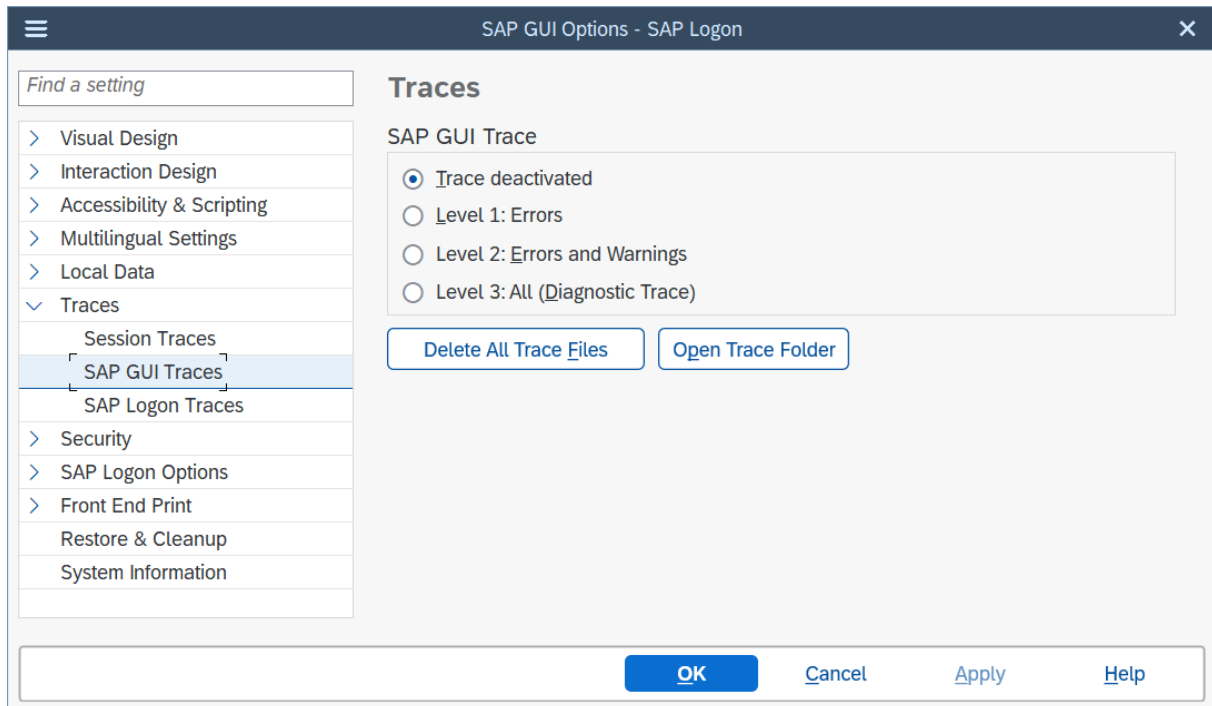 SAP GUI Options - SAP Logon
Find a setting
Visual Design
Interaction Design
Accessibility & Scripting
Multilingual Settings
Local Data
Traces
Session Traces
SAP GUI Traces
SAP Logon Traces
Security
SAP Logon Options
Front End Print
Restore & Cleanup
System Information
Traces
SAP GUI Trace
Trace deactivated
Level 1: Errors
Level 2: Errors and Warnings
Level 3: All (Diagnostic Trace)
Delete All Trace Files Open Trace Folder
OK Cancel Apply Help